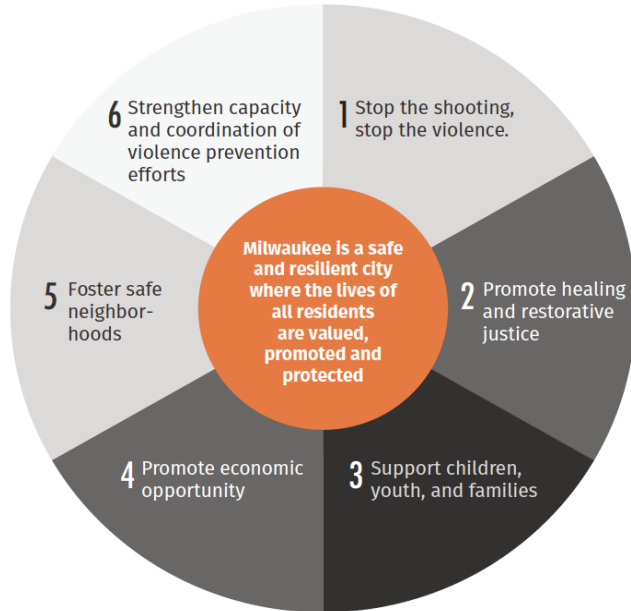 1 Stop the shooting,
stop the violence.
2 Promote healing
and restorative
justice
3 Support children,
youth, and families
4 Promote economic
opportunity
5 Foster safe
neighbor-
hoods
6 Strengthen capacity
and coordination of
violence prevention
efforts
Milwaukee is a safe
and resilient city
where the lives of
all residents
are valued,
promoted and
protected